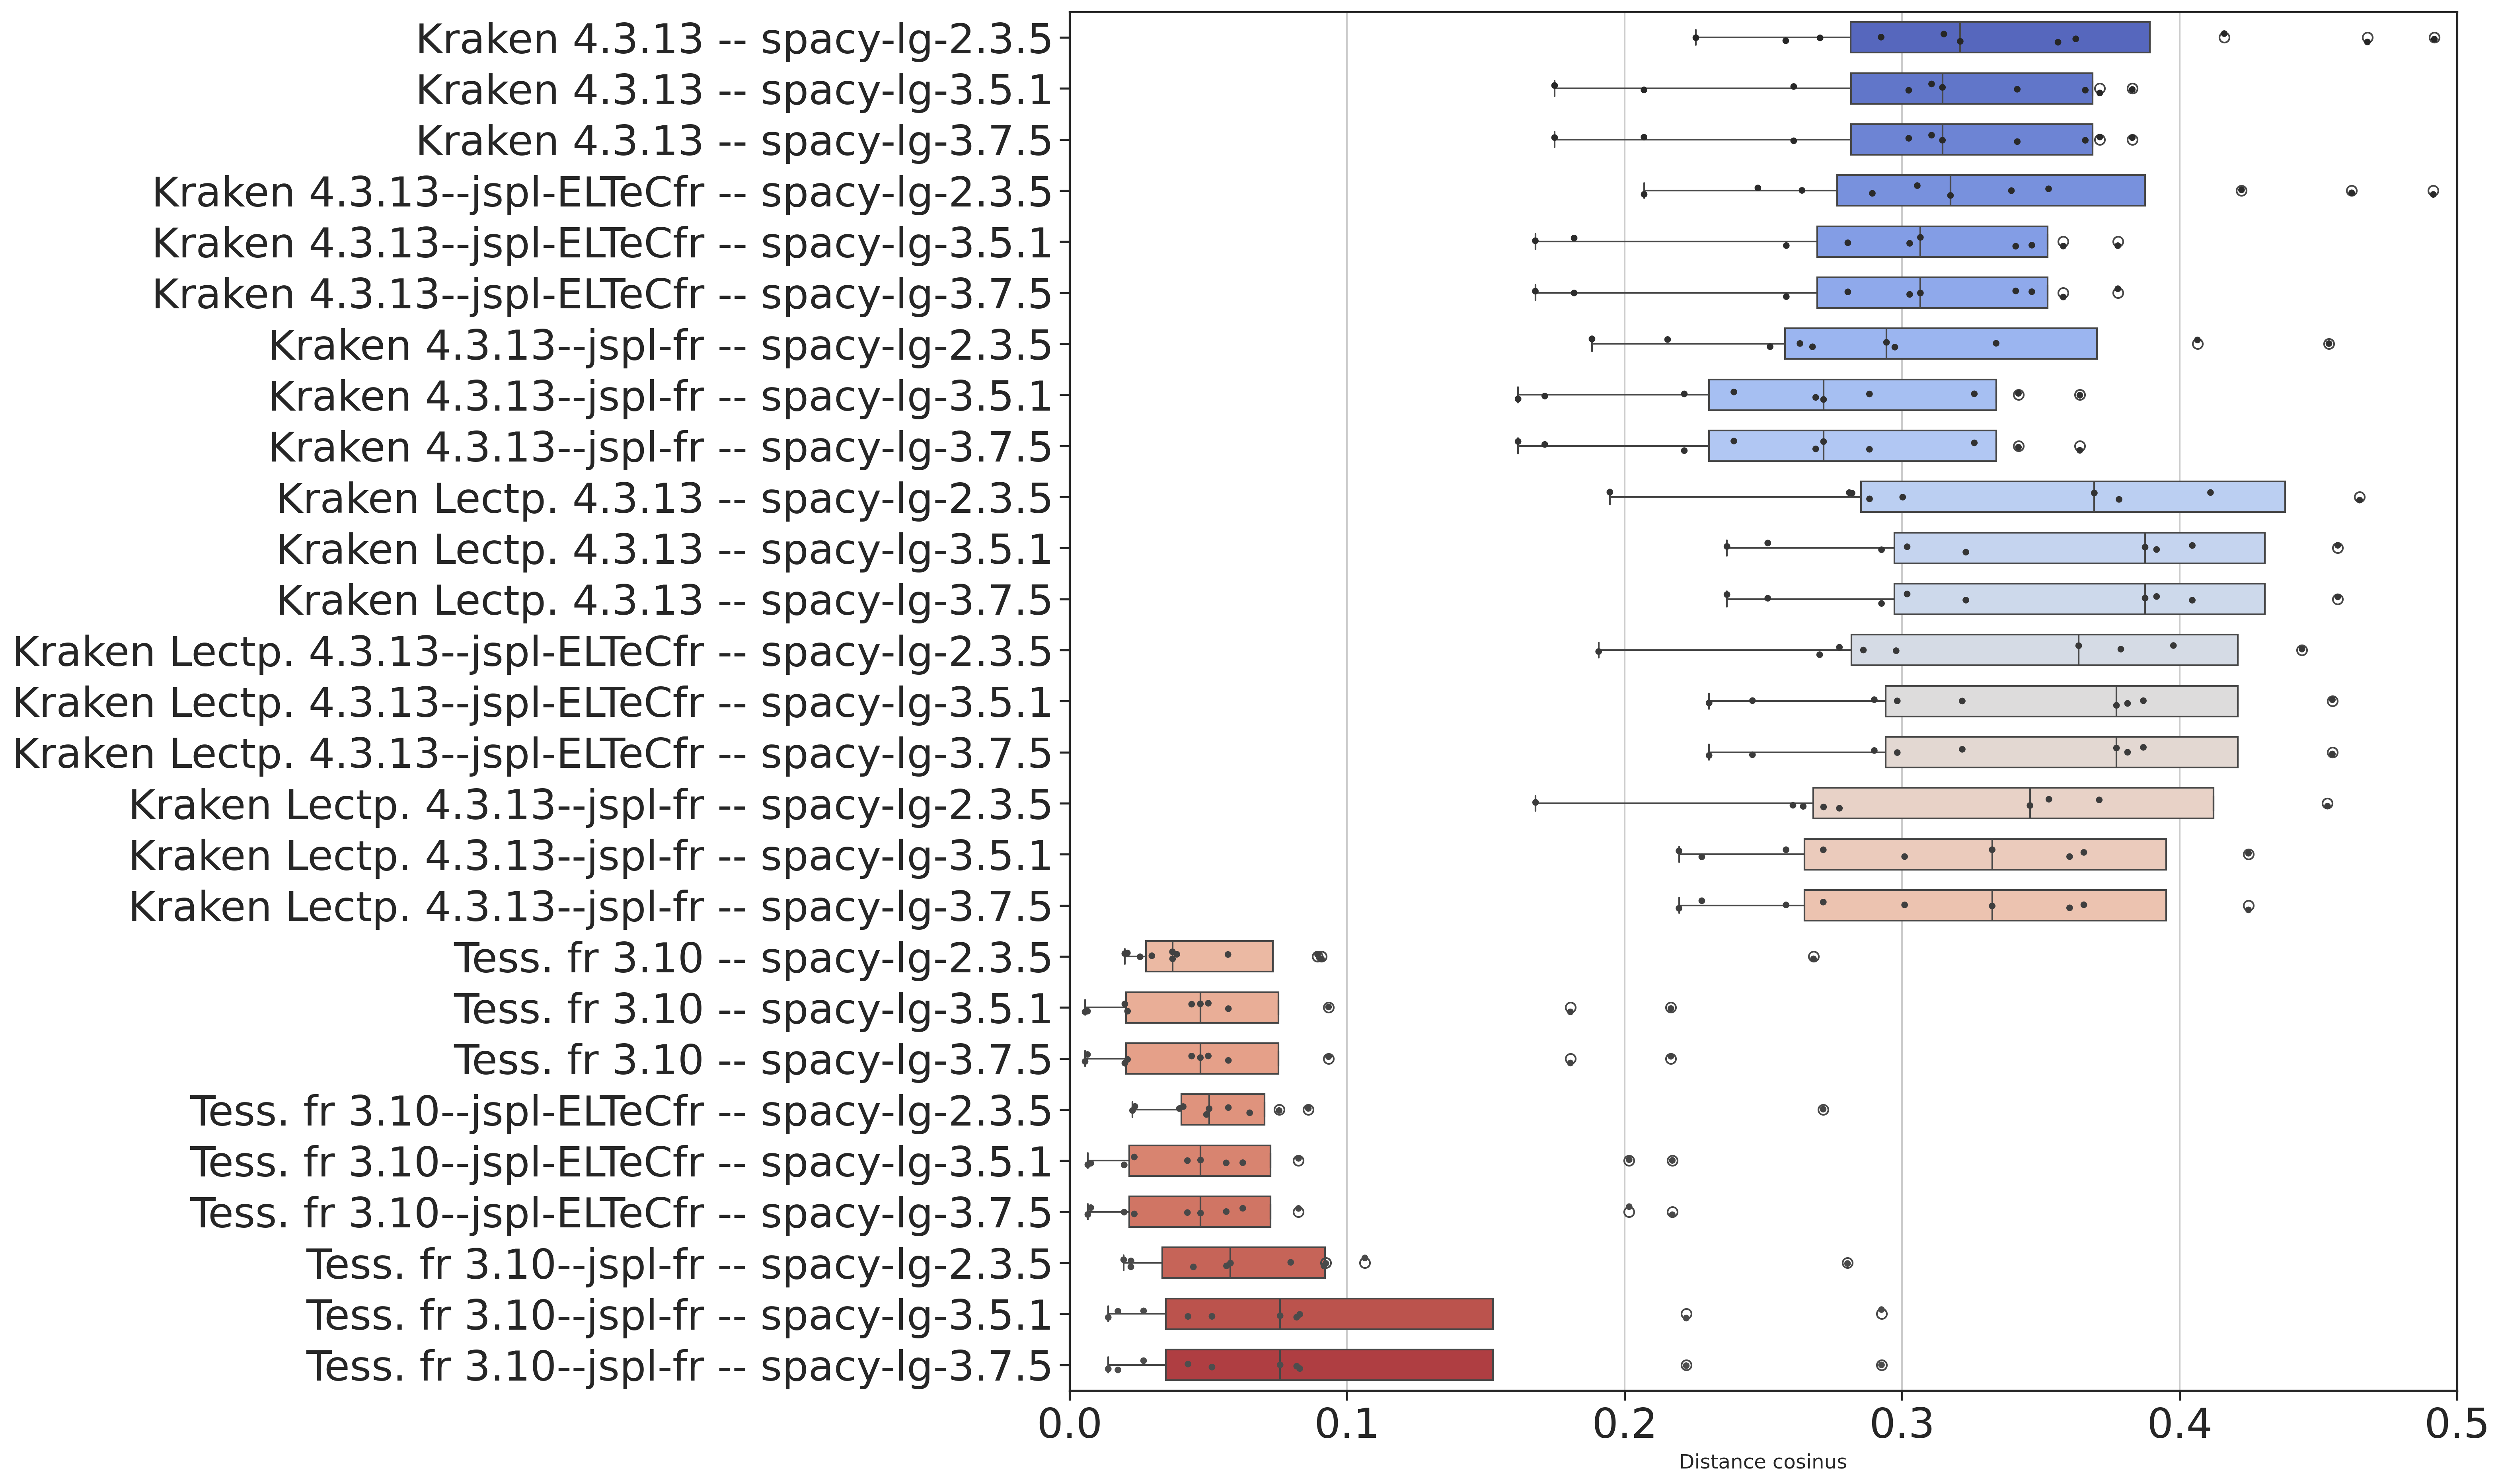 Kraken 4.3.13 -- spacy-lg-2.3.5
Kraken 4.3.13 -- spacy-lg-3.5.1
Kraken 4.3.13 -- spacy-lg-3.7.5
Kraken 4.3.13--jspl-ELTeCfr -- spacy-lg-2.3.5
Kraken 4.3.13--jspl-ELTeCfr -- spacy-lg-3.5.1
Kraken 4.3.13--jspl-ELTeCfr -- spacy-lg-3.7.5
Kraken 4.3.13--jspl-fr -- spacy-lg-2.3.5
Kraken 4.3.13--jspl-fr -- spacy-lg-3.5.1
Kraken 4.3.13--jspl-fr -- spacy-lg-3.7.5
Kraken Lectp. 4.3.13 -- spacy-lg-2.3.5
Kraken Lectp. 4.3.13 -- spacy-lg-3.5.1
Kraken Lectp. 4.3.13 -- spacy-lg-3.7.5
Kraken Lectp. 4.3.13--jspl-ELTeCfr -- spacy-lg-2.3.5
Kraken Lectp. 4.3.13--jspl-ELTeCfr -- spacy-lg-3.5.1
Kraken Lectp. 4.3.13--jspl-ELTeCfr -- spacy-lg-3.7.5
Kraken Lectp. 4.3.13--jspl-fr -- spacy-lg-2.3.5
Kraken Lectp. 4.3.13--jspl-fr -- spacy-lg-3.5.1
Kraken Lectp. 4.3.13--jspl-fr -- spacy-lg-3.7.5
Tess. fr 3.10 -- spacy-lg-2.3.5
Tess. fr 3.10 -- spacy-lg-3.5.1
Tess. fr 3.10 -- spacy-lg-3.7.5
Tess. fr 3.10--jspl-ELTeCfr -- spacy-lg-2.3.5
Tess. fr 3.10--jspl-ELTeCfr -- spacy-lg-3.5.1
Tess. fr 3.10--jspl-ELTeCfr -- spacy-lg-3.7.5
Tess. fr 3.10--jspl-fr -- spacy-lg-2.3.5
Tess. fr 3.10--jspl-fr -- spacy-lg-3.5.1
Tess. fr 3.10--jspl-fr -- spacy-lg-3.7.5
0.0 0.1 0.2 0.3 0.4 0.5
Distance cosinus